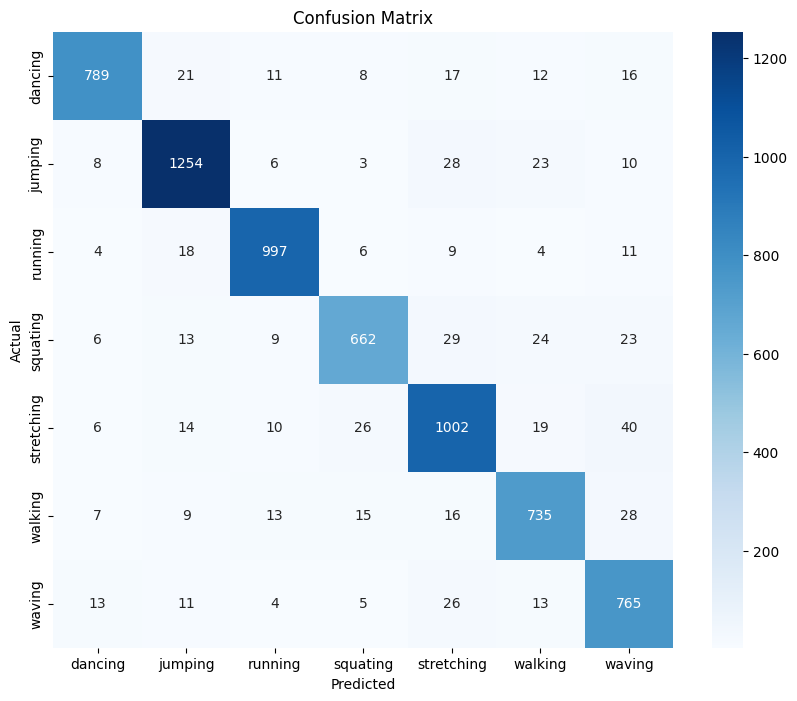 Confusion Matrix
Actual
dancing 789 21 11 8 17 12 16
jumping 8 1254 6 3 28 23 10
running 4 18 997 6 9 4 11
squating 6 13 9 662 29 24 23
stretching 6 14 10 26 1002 19 40
walking 7 9 13 15 16 735 28
waving 13 11 4 5 26 13 765
dancing jumping running squating stretching walking waving
Predicted
1200
1000
800
600
400
200